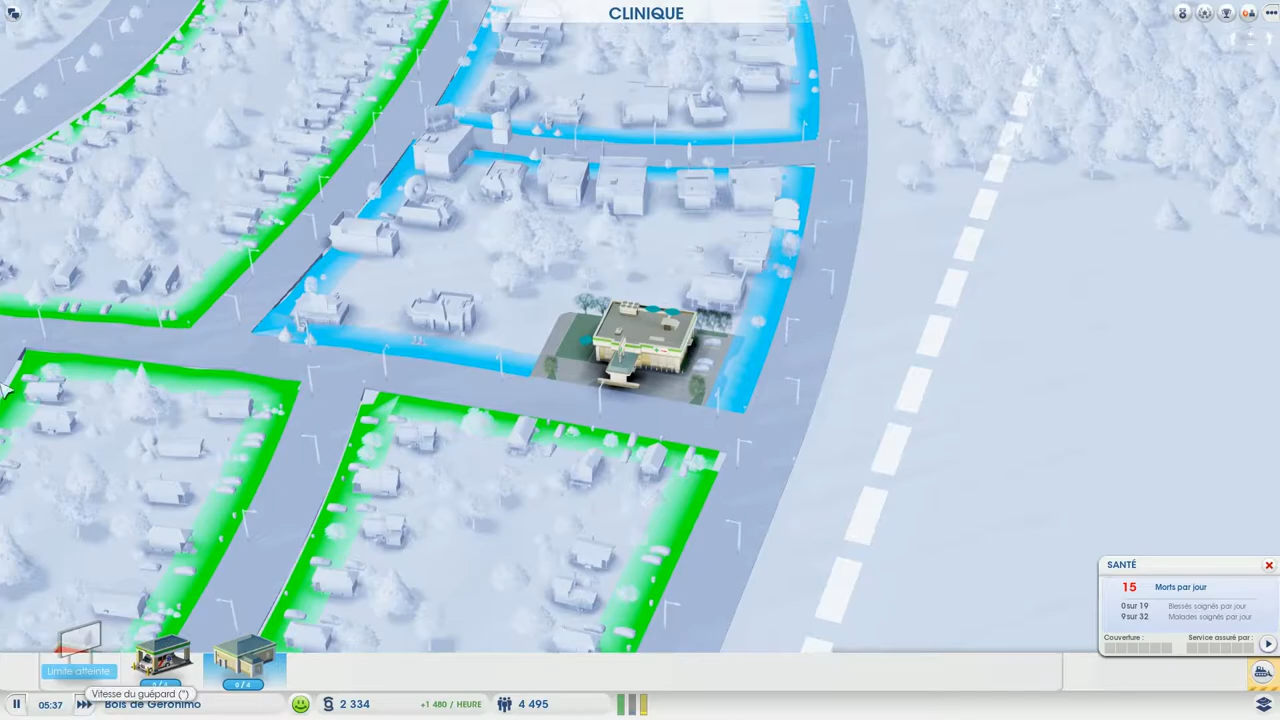 CLINIQUE
SANTÉ
15 Morts par jour
0 sur 19 Blessés soignés par jour
9 sur 32 Malades soignés par jour
Couverture : Service assuré par :
Limite atteinte
0 / 4
Vitesse du guépard (")
05:37 Bois de Geronimo 2 334 +1 480 / HEURE 4 495